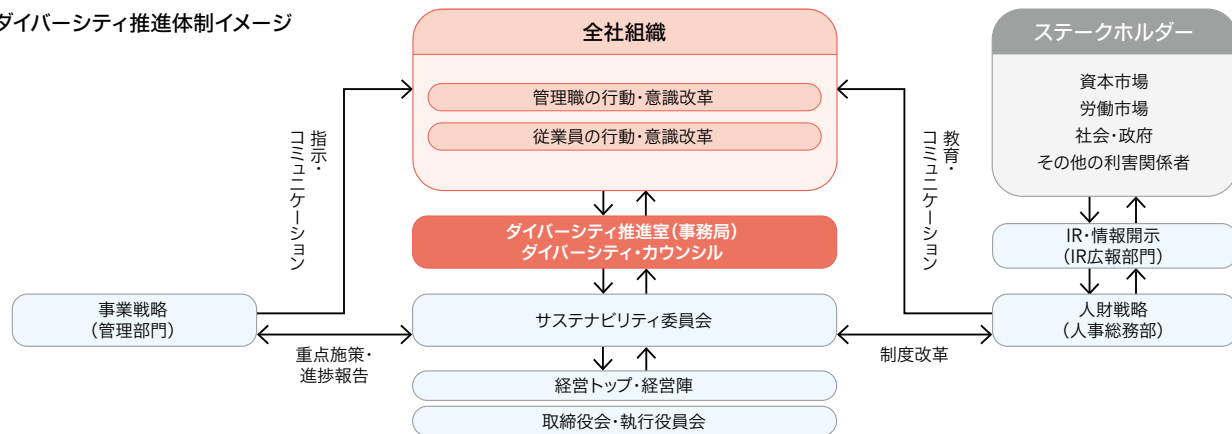 ダイバーシティ推進体制イメージ
全社組織
管理職の行動・意識改革
従業員の行動・意識改革
ステークホルダー
資本市場
労働市場
社会・政府
その他の利害関係者
指示・
コミュニケーション
教育・
コミュニケーション
ダイバーシティ推進室(事務局)
ダイバーシティ・カウンシル
IR・情報開示
(IR広報部門)
事業戦略
(管理部門)
サステナビリティ委員会
人財戦略
(人事総務部)
重点施策・
進捗報告
制度改革
経営トップ・経営陣
取締役会・執行役員会